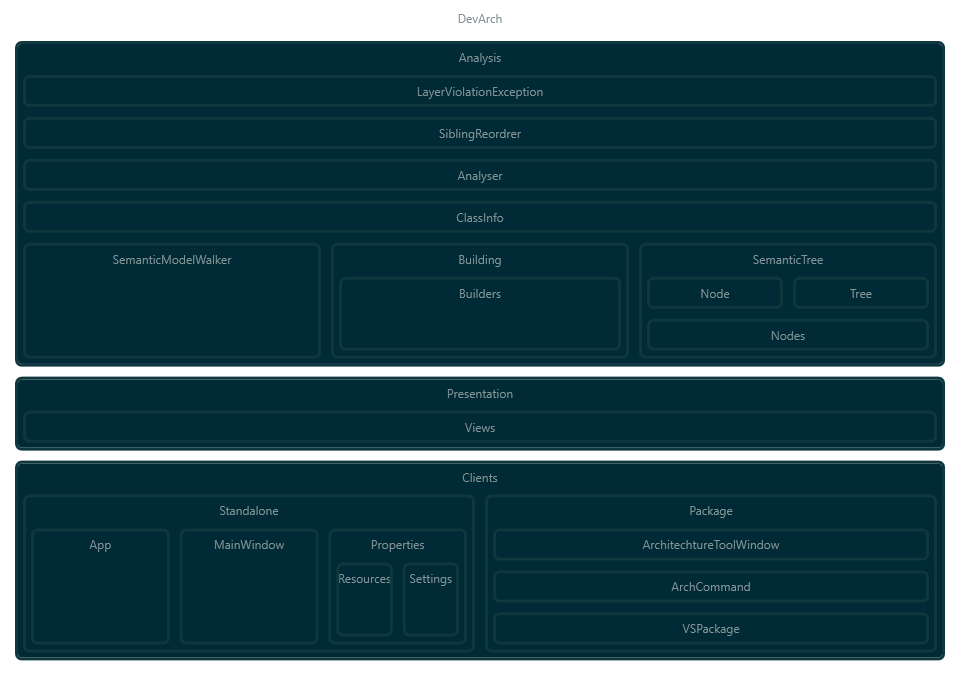 DevArch
Analysis
LayerViolationException
SiblingReordrer
Analyser
ClassInfo
SemanticModelWalker
Building
Builders
SemanticTree
Node
Tree
Nodes
Presentation
Views
Clients
Standalone
App
MainWindow
Properties
Resources
Settings
Package
ArchitechtureToolWindow
ArchCommand
VSPackage